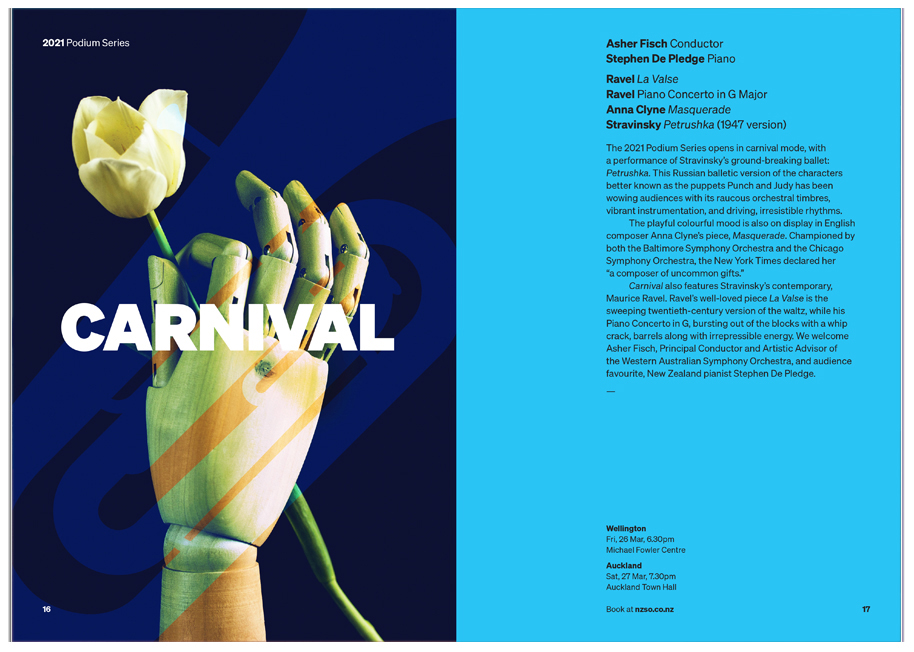 2021 Podium Series
CARNIVAL
16
Asher Fisch Conductor
Stephen De Pledge Piano
Ravel La Valse
Ravel Piano Concerto in G Major
Anna Clyne Masquerade
Stravinsky Petrushka (1947 version)
The 2021 Podium Series opens in carnival mode, with
a performance of Stravinsky's ground-breaking ballet:
Petrushka. This Russian balletic version of the characters
better known as the puppets Punch and Judy has been
wowing audiences with its raucous orchestral timbres,
vibrant instrumentation, and driving, irresistible rhythms.
The playful colourful mood is also on display in English
composer Anna Clyne's piece, Masquerade. Championed by
both the Baltimore Symphony Orchestra and the Chicago
Symphony Orchestra, the New York Times declared her
"a composer of uncommon gifts."
Carnival also features Stravinsky's contemporary,
Maurice Ravel. Ravel's well-loved piece La Valse is the
sweeping twentieth-century version of the waltz, while his
Piano Concerto in G, bursting out of the blocks with a whip
crack, barrels along with irrepressible energy. We welcome
Asher Fisch, Principal Conductor and Artistic Advisor of
the Western Australian Symphony Orchestra, and audience
favourite, New Zealand pianist Stephen De Pledge.
—
Wellington
Fri, 26 Mar, 6.30pm
Michael Fowler Centre
Auckland
Sat, 27 Mar, 7.30pm
Auckland Town Hall
Book at nzso.co.nz
17